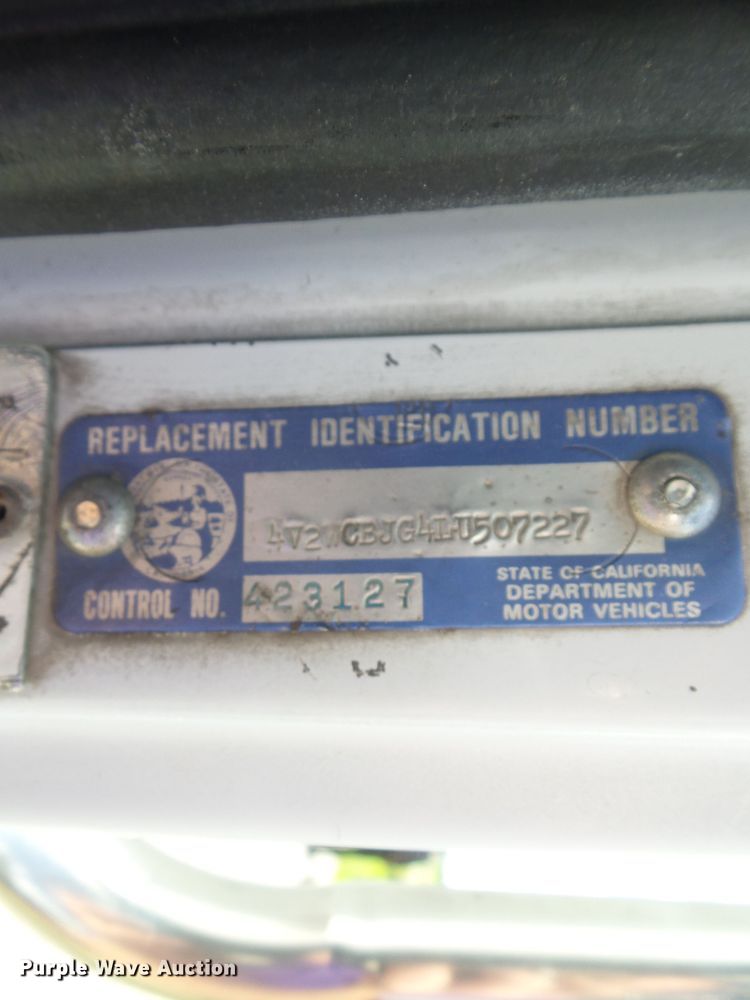 REPLACEMENT IDENTIFICATION NUMBER
4V2WCBJG4LU507227
CONTROL NO. 423127
STATE OF CALIFORNIA
DEPARTMENT OF
MOTOR VEHICLES
Purple Wave Auction